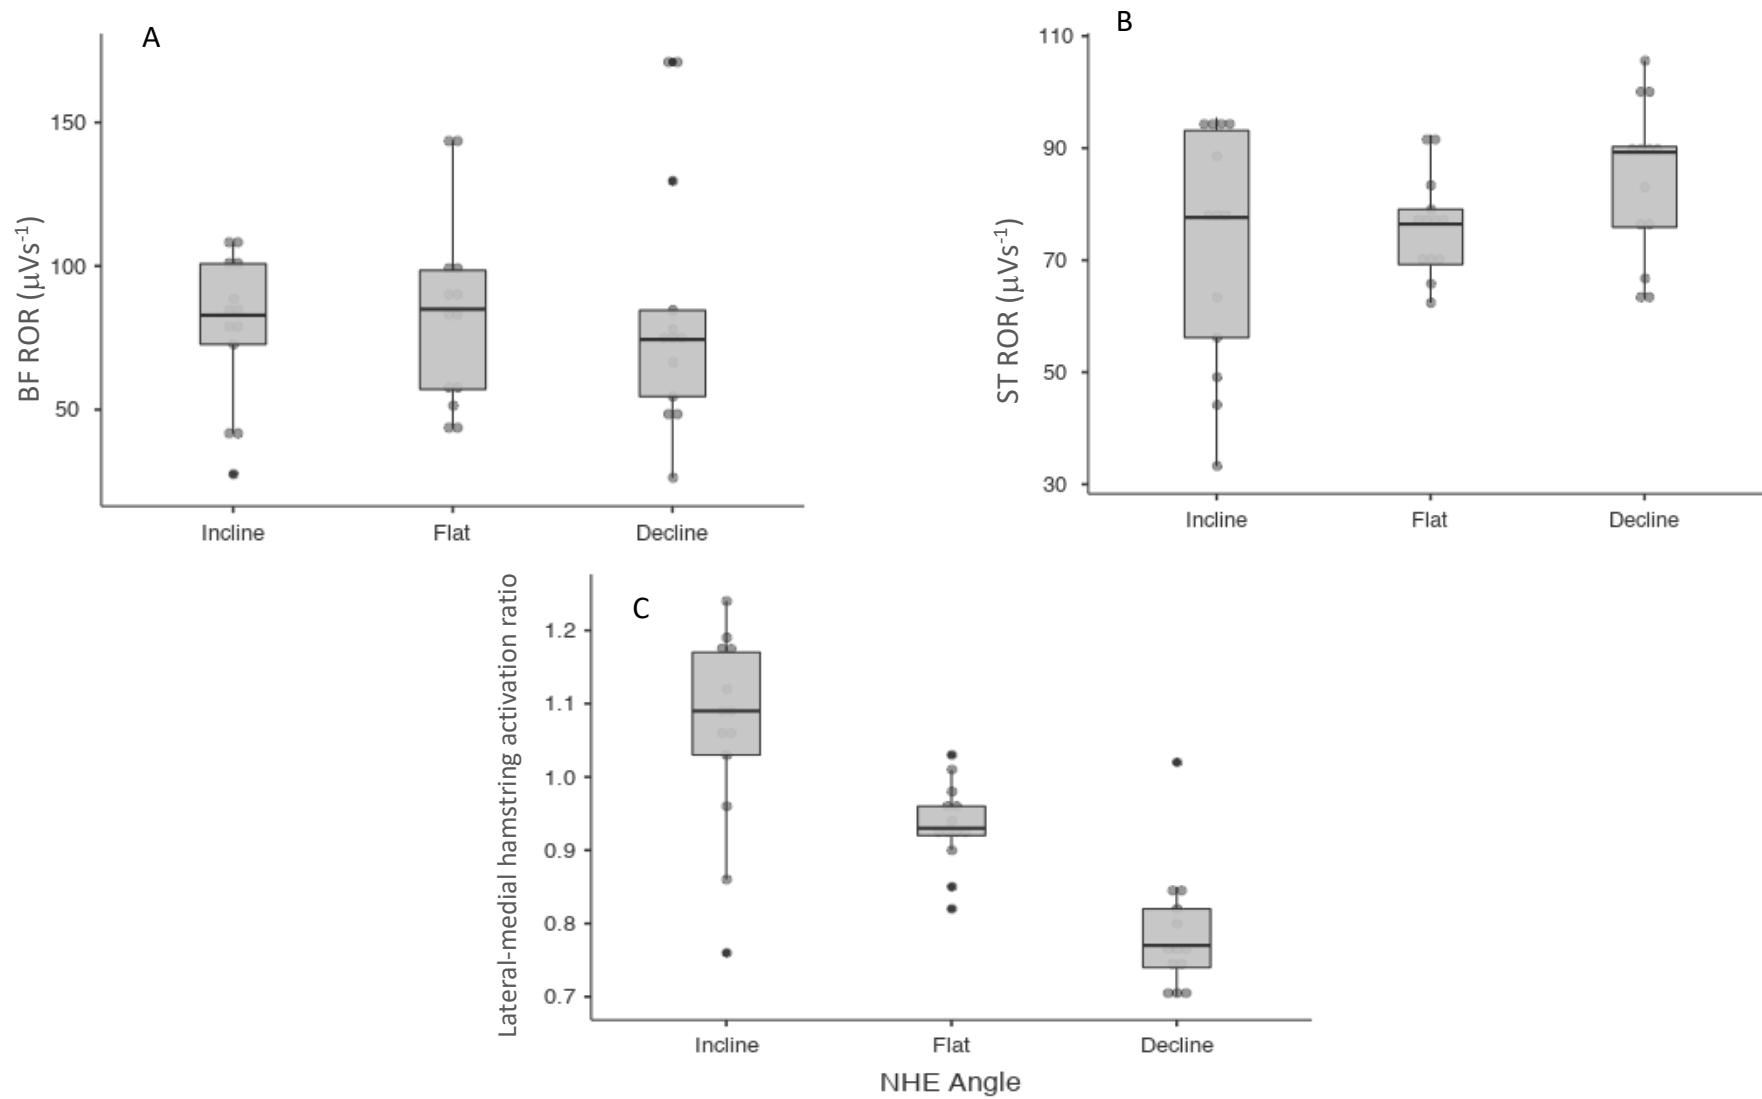 A
150
100
50
BF ROR (µVs-1)
Incline Flat Decline
B
110
90
70
50
30
ST ROR (µVs-1)
Incline Flat Decline
C
1.2
1.1
1.0
0.9
0.8
0.7
Lateral-medial hamstring activation ratio
Incline Flat Decline
NHE Angle